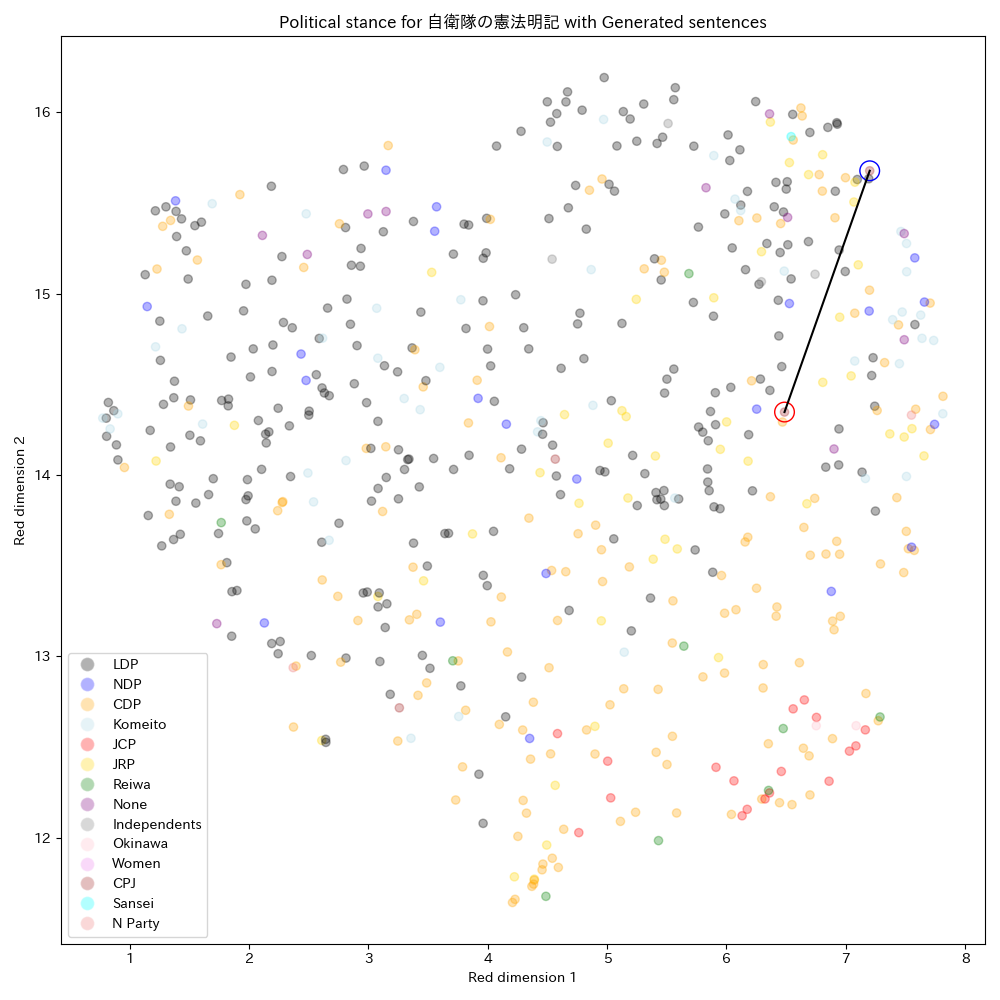 Political stance for 自衛隊の憲法明記 with Generated sentences
Red dimension 2
16
15
14
13
12
LDP
NDP
CDP
Komeito
JCP
JRP
Reiwa
None
Independents
Okinawa
Women
CPJ
Sansei
N Party
1 2 3 4 5 6 7 8
Red dimension 1